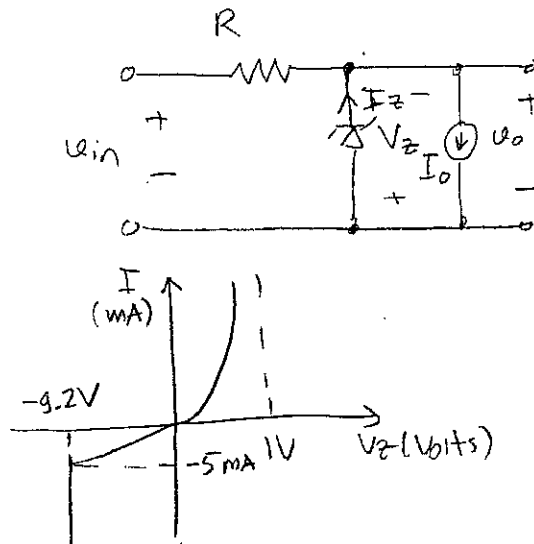 R
+ Iz -
+
vin Vz Io vo
- + -
I
(mA)
-9.2V
-5mA 1V Vz (Volts)